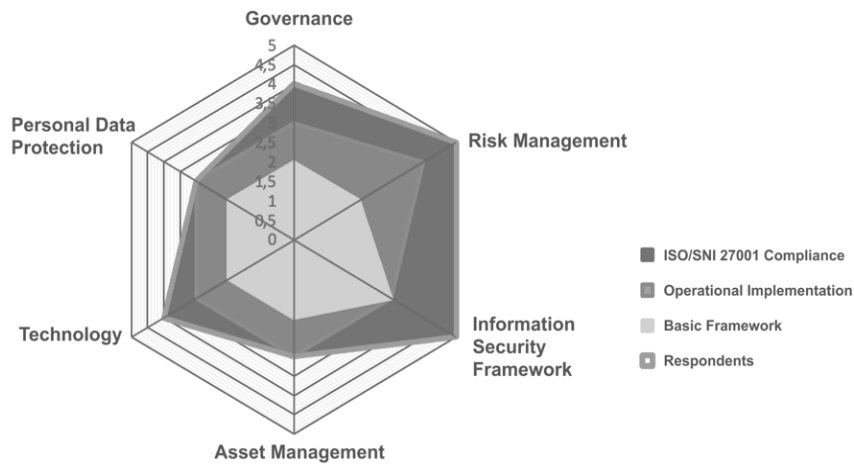 Governance
5
4,5
4
3,5
3
2,5
2
1,5
1
0,5
0
Personal Data
Protection
Risk Management
ISO/SNI 27001 Compliance
Operational Implementation
Basic Framework
Respondents
Technology
Information
Security
Framework
Asset Management